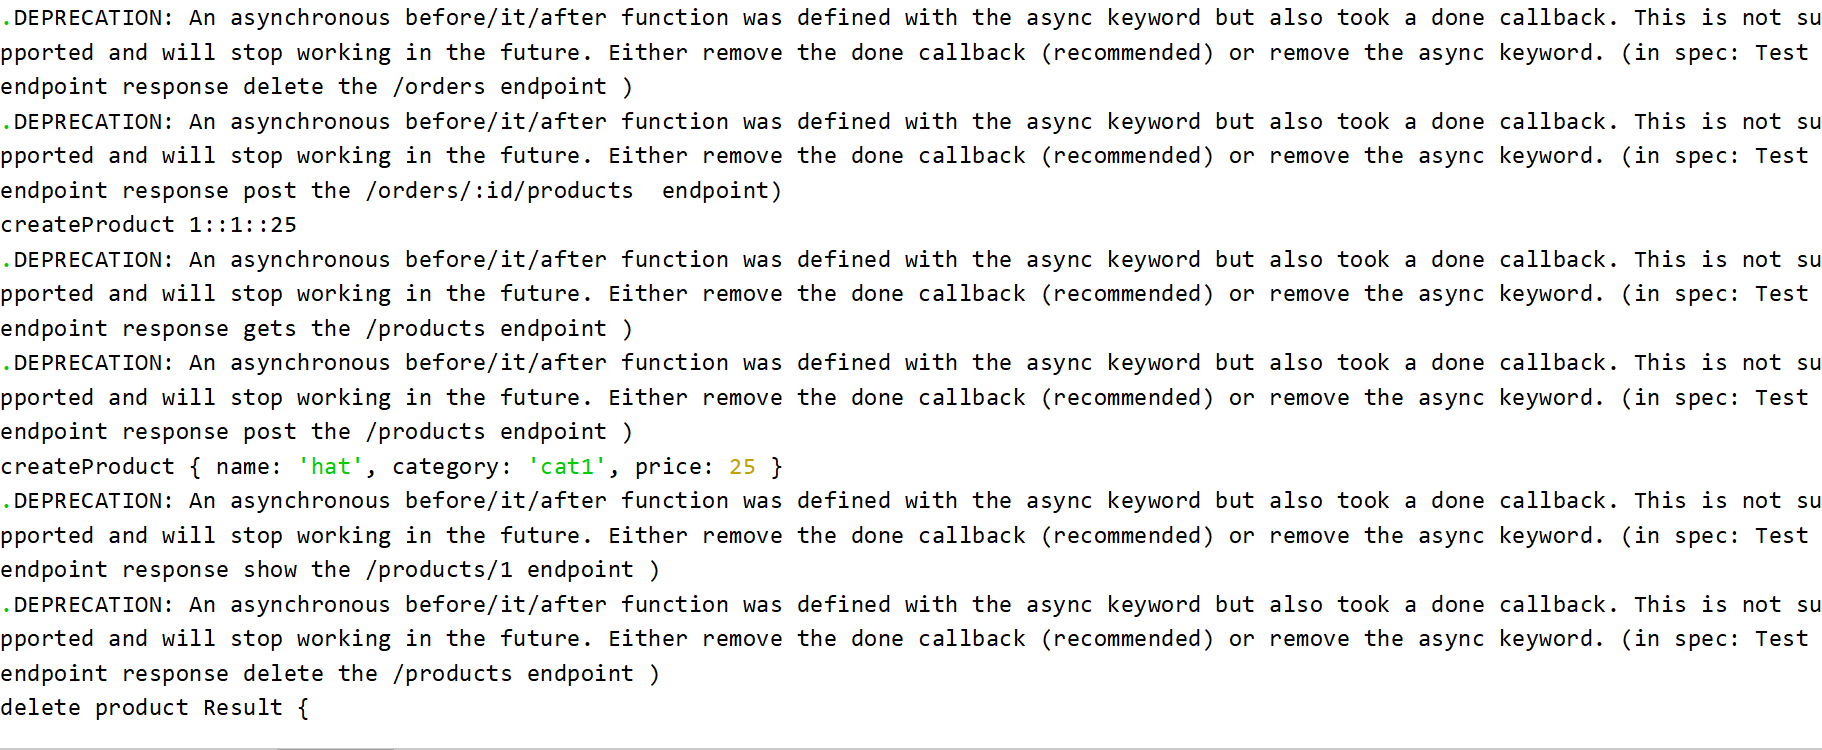 .DEPRECATION: An asynchronous before/it/after function was defined with the async keyword but also took a done callback. This is not su
pported and will stop working in the future. Either remove the done callback (recommended) or remove the async keyword. (in spec: Test
endpoint response delete the /orders endpoint )
.DEPRECATION: An asynchronous before/it/after function was defined with the async keyword but also took a done callback. This is not su
pported and will stop working in the future. Either remove the done callback (recommended) or remove the async keyword. (in spec: Test
endpoint response post the /orders/:id/products  endpoint)
createProduct 1::1::25
.DEPRECATION: An asynchronous before/it/after function was defined with the async keyword but also took a done callback. This is not su
pported and will stop working in the future. Either remove the done callback (recommended) or remove the async keyword. (in spec: Test
endpoint response gets the /products endpoint )
.DEPRECATION: An asynchronous before/it/after function was defined with the async keyword but also took a done callback. This is not su
pported and will stop working in the future. Either remove the done callback (recommended) or remove the async keyword. (in spec: Test
endpoint response post the /products endpoint )
createProduct { name: 'hat', category: 'cat1', price: 25 }
.DEPRECATION: An asynchronous before/it/after function was defined with the async keyword but also took a done callback. This is not su
pported and will stop working in the future. Either remove the done callback (recommended) or remove the async keyword. (in spec: Test
endpoint response show the /products/1 endpoint )
.DEPRECATION: An asynchronous before/it/after function was defined with the async keyword but also took a done callback. This is not su
pported and will stop working in the future. Either remove the done callback (recommended) or remove the async keyword. (in spec: Test
endpoint response delete the /products endpoint )
delete product Result {